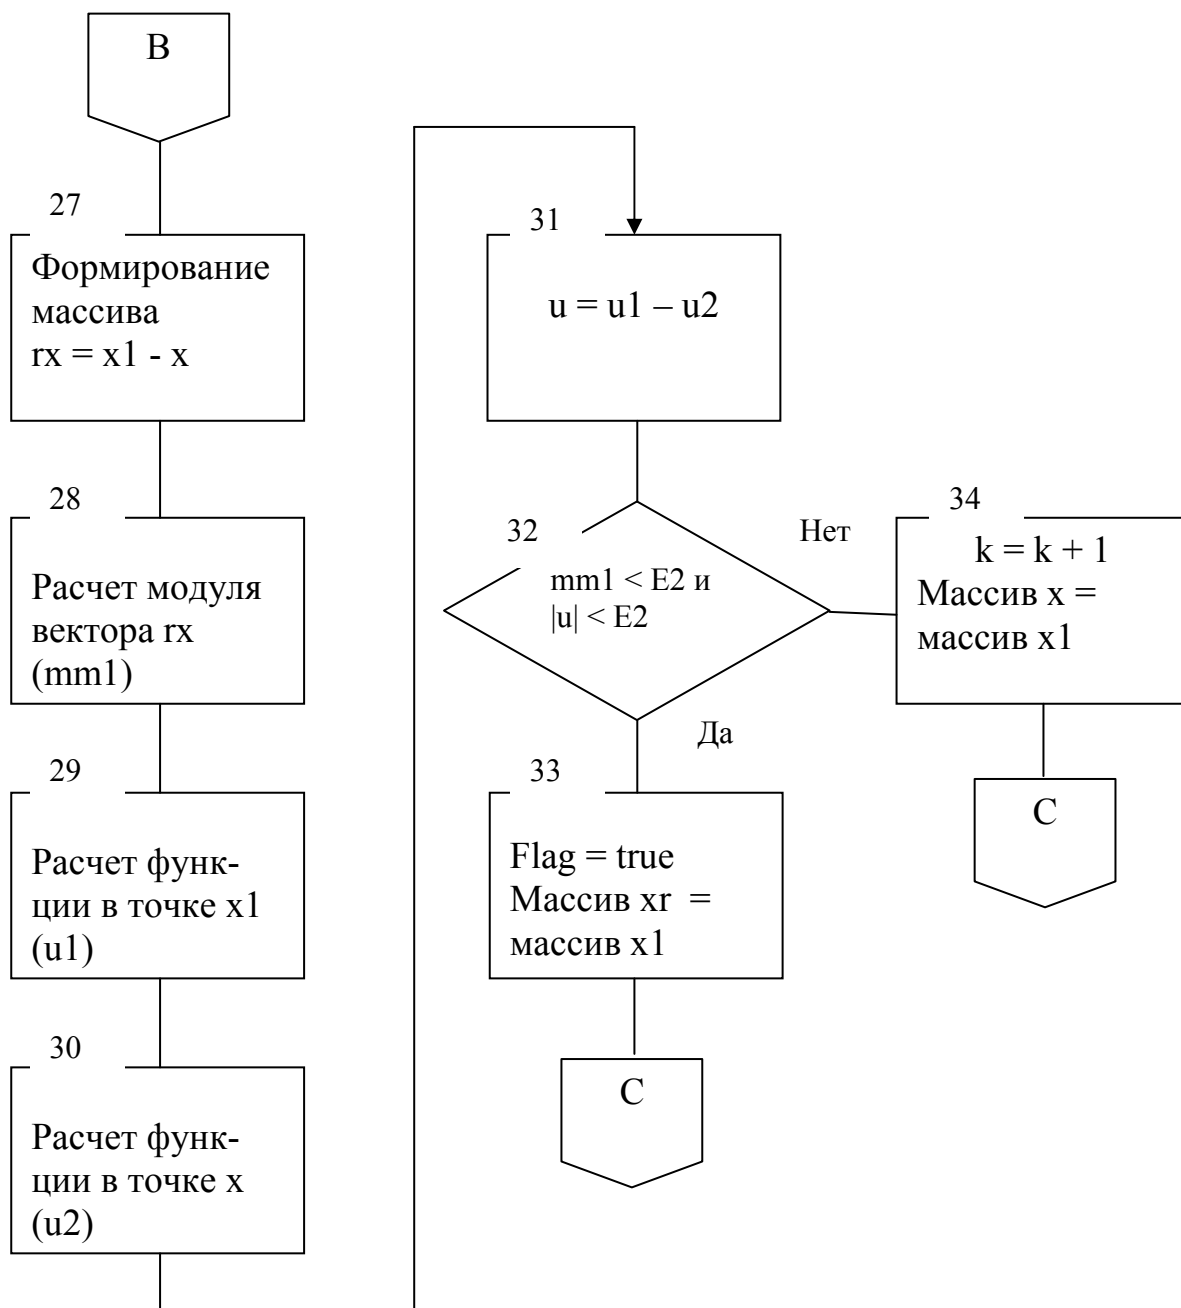 B
27
Формирование
массива
rx = x1 - x
28
Расчет модуля
вектора rx
(mm1)
29
Расчет функ-
ции в точке x1
(u1)
30
Расчет функ-
ции в точке x
(u2)
31
u = u1 – u2
32
mm1 < E2 и
|u| < E2
Нет
Да
33
Flag = true
Массив xr =
массив x1
C
34
k = k + 1
Массив x =
массив x1
C